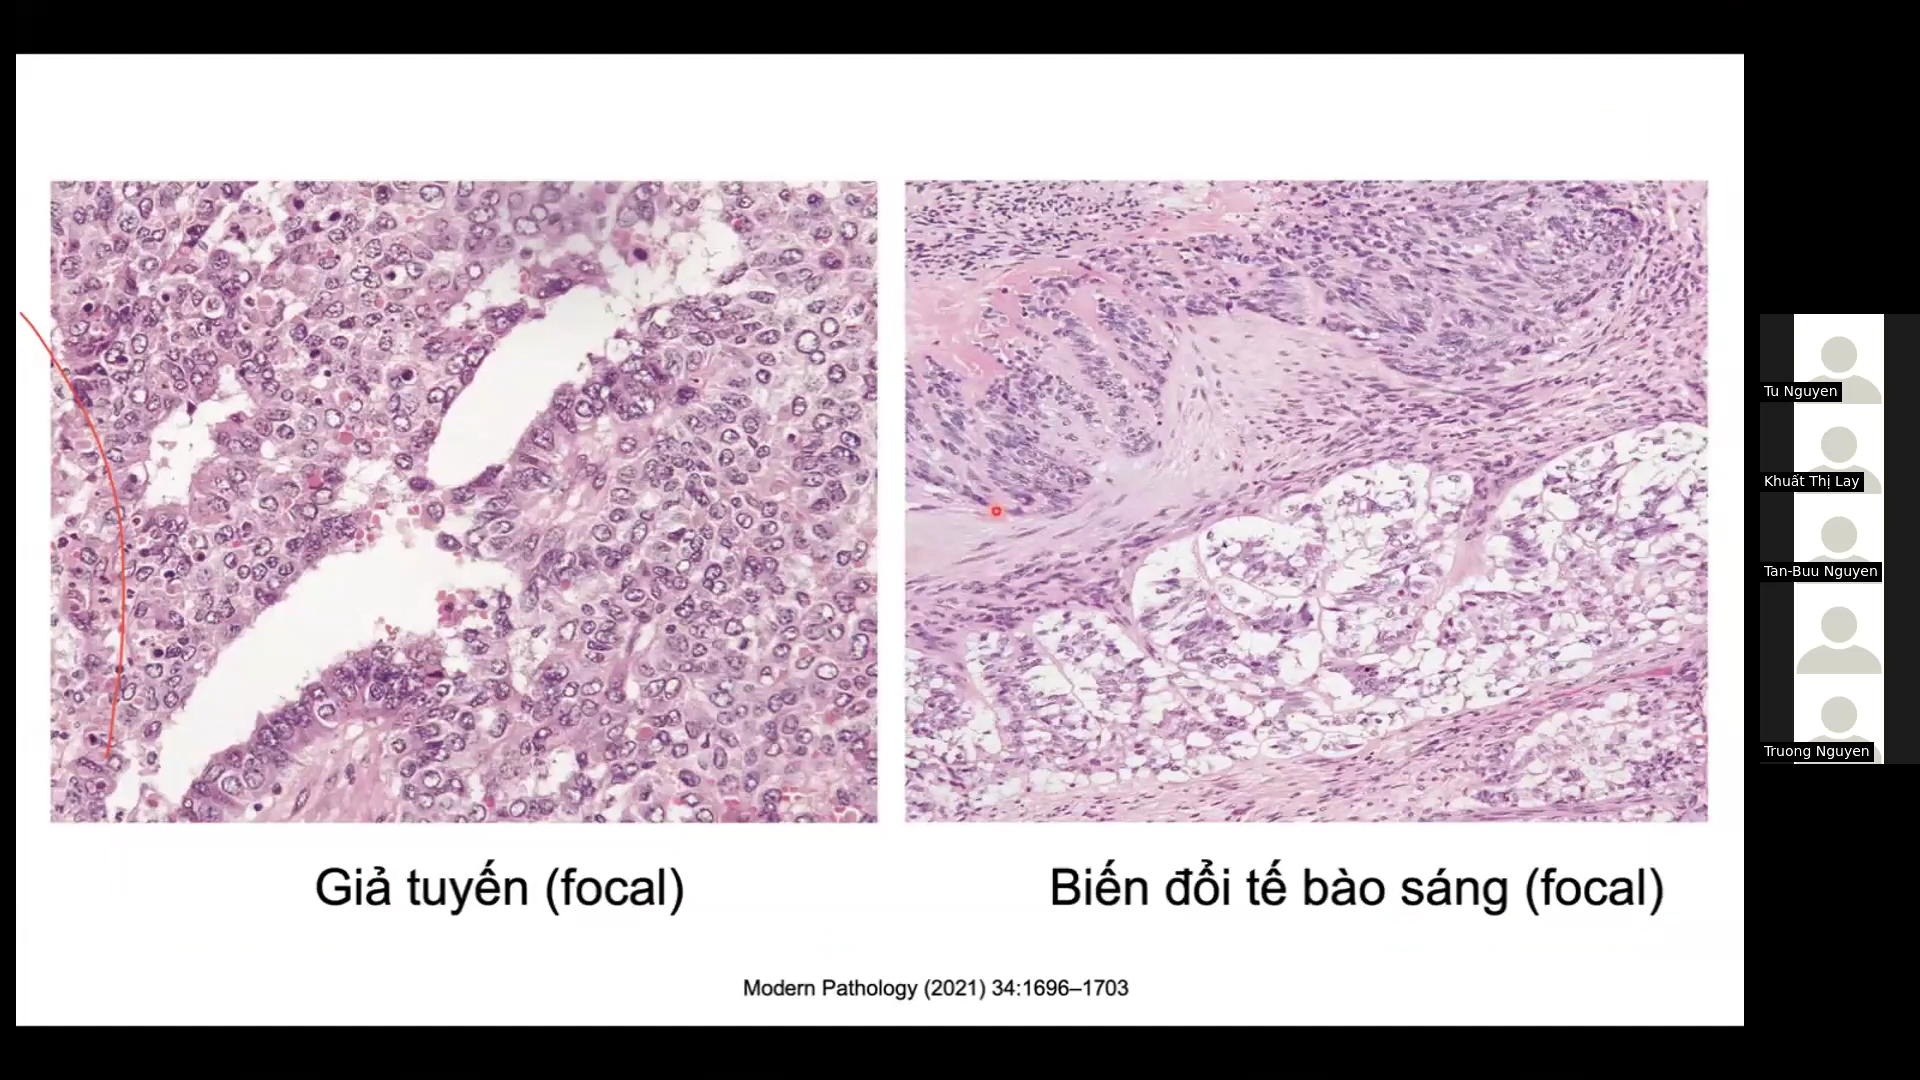 Giả tuyến (focal)
Biến đổi tế bào sáng (focal)
Modern Pathology (2021) 34:1696–1703
Tu Nguyen
Khuất Thị Lay
Tan-Buu Nguyen
Truong Nguyen